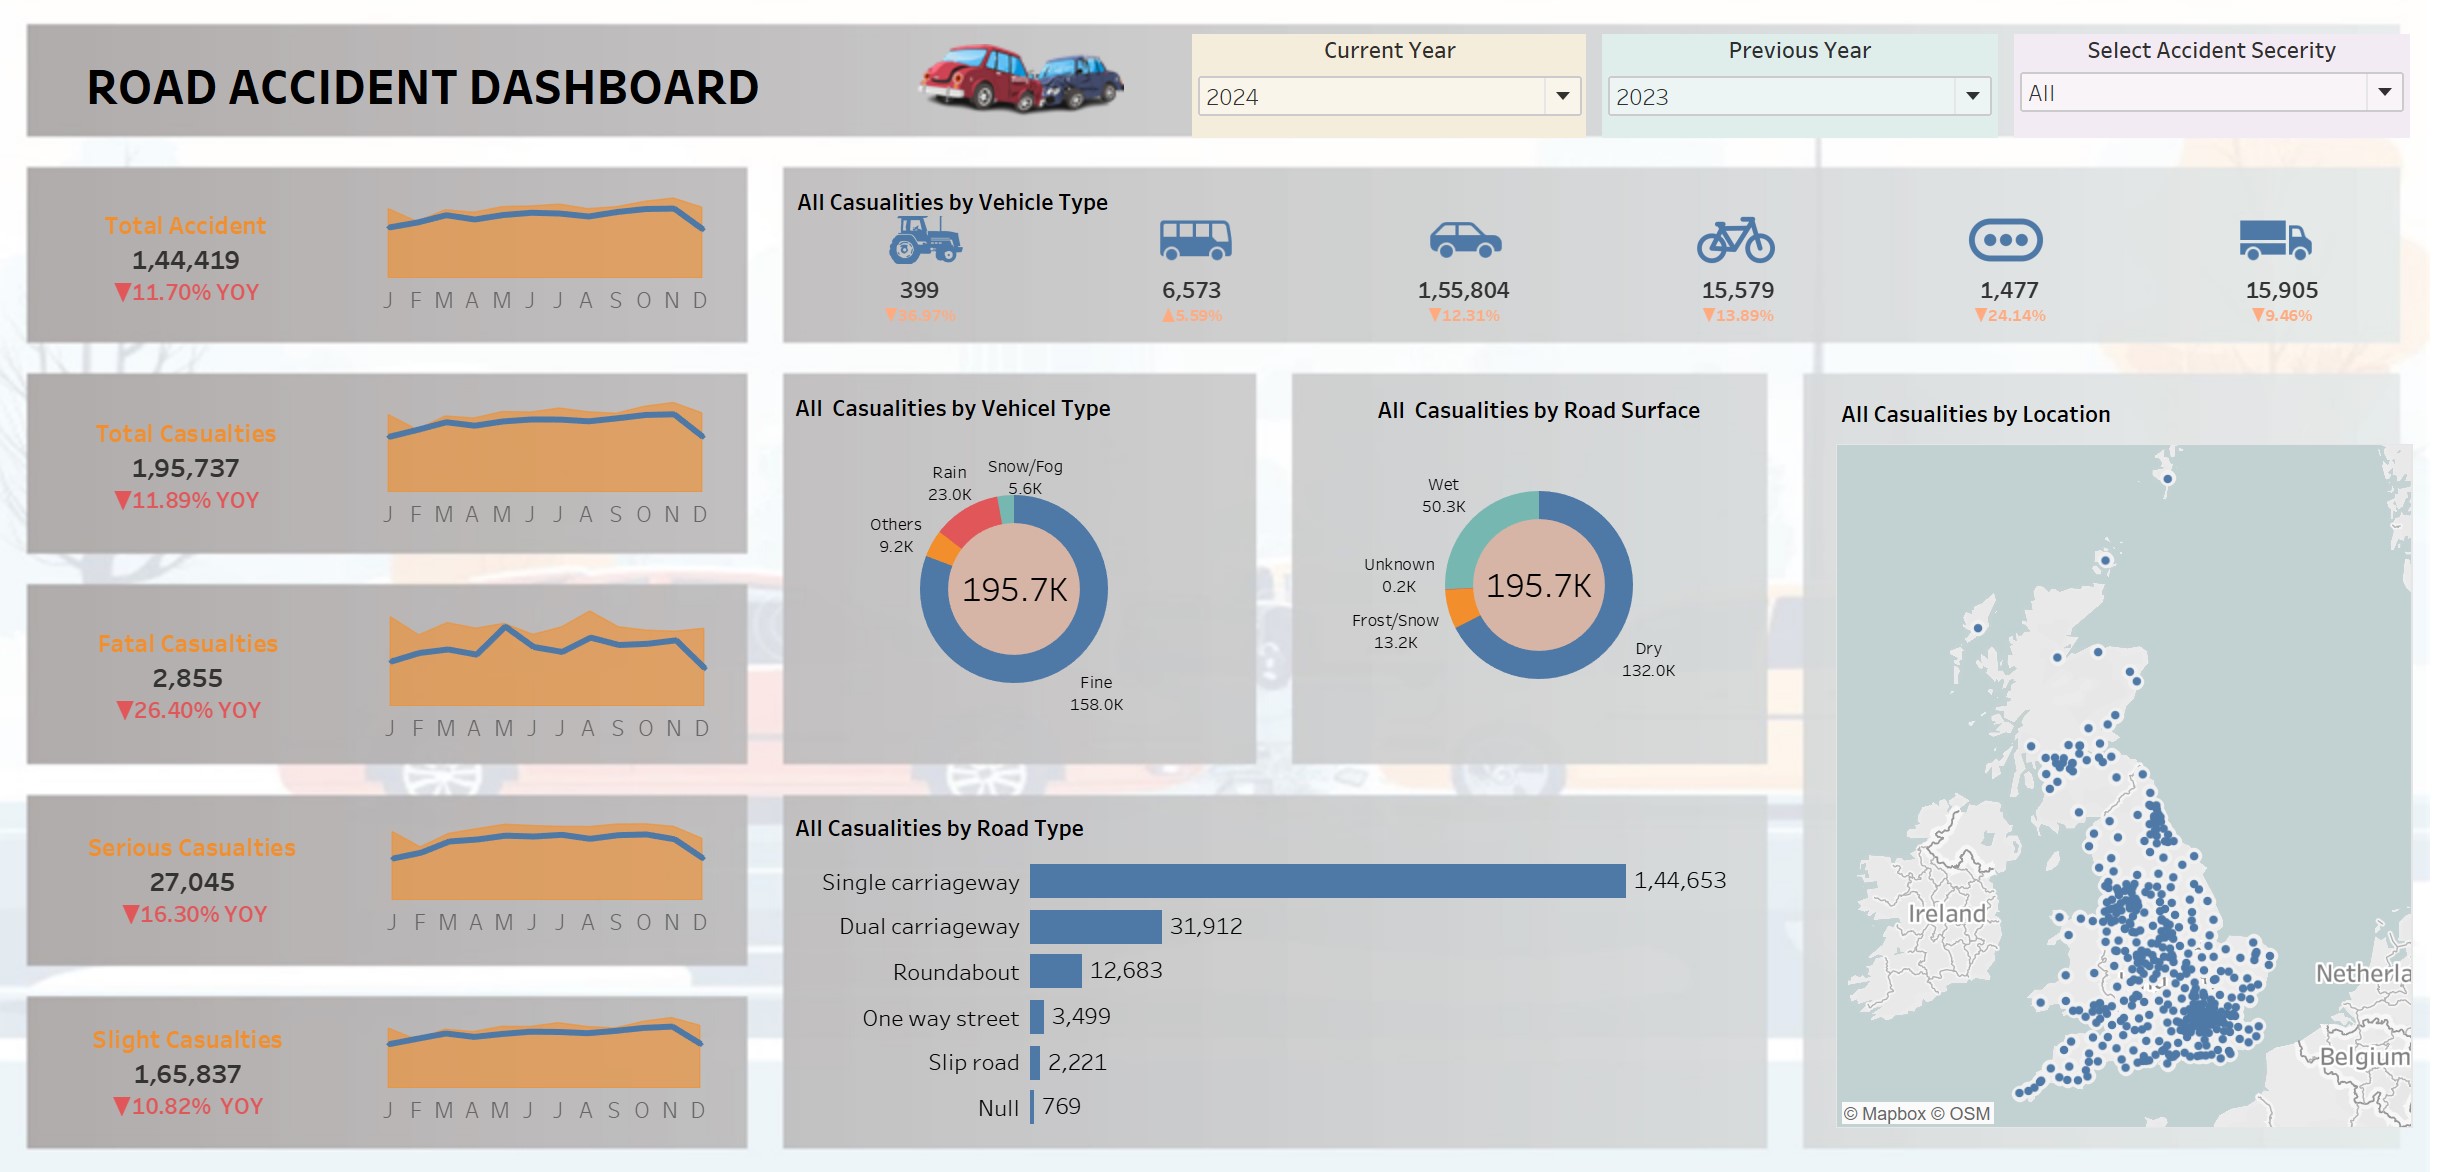 ROAD ACCIDENT DASHBOARD
Current Year
2024
Previous Year
2023
Select Accident Secerity
All
Total Accident
1,44,419
▼11.70% YOY
J F M A M J J A S O N D
All Casualities by Vehicle Type
399
▼36.97%
6,573
▲5.59%
1,55,804
▼12.31%
15,579
▼13.89%
1,477
▼24.14%
15,905
▼9.46%
Total Casualties
1,95,737
▼11.89% YOY
J F M A M J J A S O N D
Fatal Casualties
2,855
▼26.40% YOY
J F M A M J J A S O N D
Serious Casualties
27,045
▼16.30% YOY
J F M A M J J A S O N D
Slight Casualties
1,65,837
▼10.82% YOY
J F M A M J J A S O N D
All Casualities by Vehicel Type
Rain
23.0K
Snow/Fog
5.6K
Others
9.2K
195.7K
Fine
158.0K
All Casualities by Road Surface
Wet
50.3K
Unknown
0.2K
Frost/Snow
13.2K
195.7K
Dry
132.0K
All Casualities by Road Type
Single carriageway 1,44,653
Dual carriageway 31,912
Roundabout 12,683
One way street 3,499
Slip road 2,221
Null 769
All Casualities by Location
Ireland
Netherla
Belgium
© Mapbox © OSM